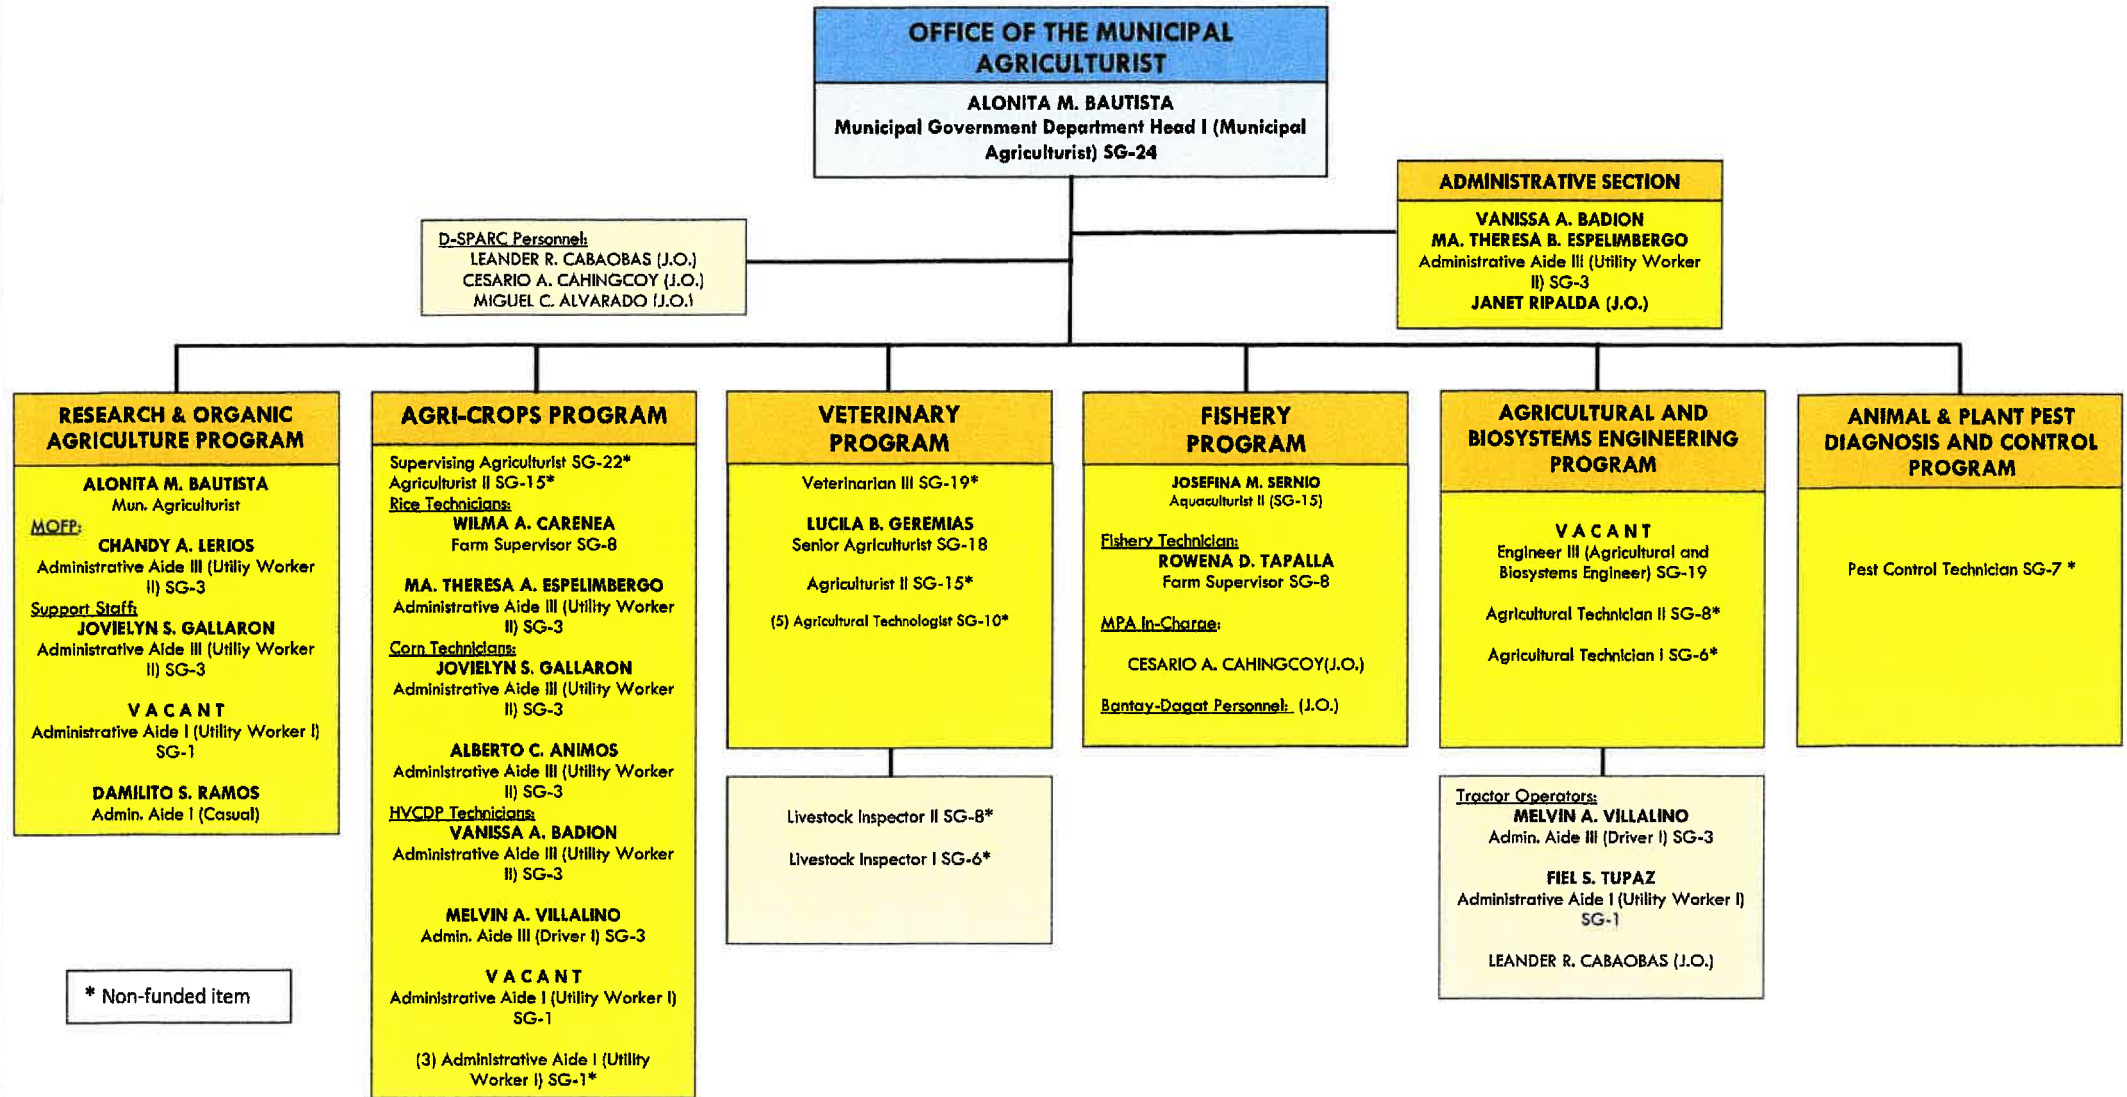 OFFICE OF THE MUNICIPAL
AGRICULTURIST
ALONITA M. BAUTISTA
Municipal Government Department Head I (Municipal
Agriculturist) SG-24
ADMINISTRATIVE SECTION
VANISSA A. BADION
MA. THERESA B. ESPELIMBERGO
Administrative Aide III (Utility Worker
II) SG-3
JANET RIPALDA (J.O.)
D-SPARC Personnel:
LEANDER R. CABAOBAS (J.O.)
CESARIO A. CAHINGCOY (J.O.)
MIGUEL C. ALVARADO (J.O.)
RESEARCH & ORGANIC
AGRICULTURE PROGRAM
ALONITA M. BAUTISTA
Mun. Agriculturist
MOFP:
CHANDY A. LERIOS
Administrative Aide III (Utiliy Worker
II) SG-3
Support Staff:
JOVIELYN S. GALLARON
Administrative Aide III (Utiliy Worker
II) SG-3
V A C A N T
Administrative Aide I (Utility Worker I)
SG-1
DAMILITO S. RAMOS
Admin. Aide I (Casual)
AGRI-CROPS PROGRAM
Supervising Agriculturist SG-22*
Agriculturist II SG-15*
Rice Technicians:
WILMA A. CARENEA
Farm Supervisor SG-8
MA. THERESA A. ESPELIMBERGO
Administrative Aide III (Utility Worker
II) SG-3
Corn Technicians:
JOVIELYN S. GALLARON
Administrative Aide III (Utility Worker
II) SG-3
ALBERTO C. ANIMOS
Administrative Aide III (Utility Worker
II) SG-3
HVCDP Technicians:
VANISSA A. BADION
Administrative Aide III (Utility Worker
II) SG-3
MELVIN A. VILLALINO
Admin. Aide III (Driver I) SG-3
V A C A N T
Administrative Aide I (Utility Worker I)
SG-1
(3) Administrative Aide I (Utility
Worker I) SG-1*
VETERINARY
PROGRAM
Veterinarian III SG-19*
LUCILA B. GEREMIAS
Senior Agriculturist SG-18
Agriculturist II SG-15*
(5) Agricultural Technologist SG-10*
Livestock Inspector II SG-8*
Livestock Inspector I SG-6*
FISHERY
PROGRAM
JOSEFINA M. SERNIO
Aquaculturist II (SG-15)
Fishery Technician:
ROWENA D. TAPALLA
Farm Supervisor SG-8
MPA In-Charge:
CESARIO A. CAHINGCOY(J.O.)
Bantay-Dagat Personnel: (J.O.)
AGRICULTURAL AND
BIOSYSTEMS ENGINEERING
PROGRAM
V A C A N T
Engineer III (Agricultural and
Biosystems Engineer) SG-19
Agricultural Technician II SG-8*
Agricultural Technician I SG-6*
Tractor Operators:
MELVIN A. VILLALINO
Admin. Aide III (Driver I) SG-3
FIEL S. TUPAZ
Administrative Aide I (Utility Worker I)
SG-1
LEANDER R. CABAOBAS (J.O.)
ANIMAL & PLANT PEST
DIAGNOSIS AND CONTROL
PROGRAM
Pest Control Technician SG-7 *
* Non-funded item